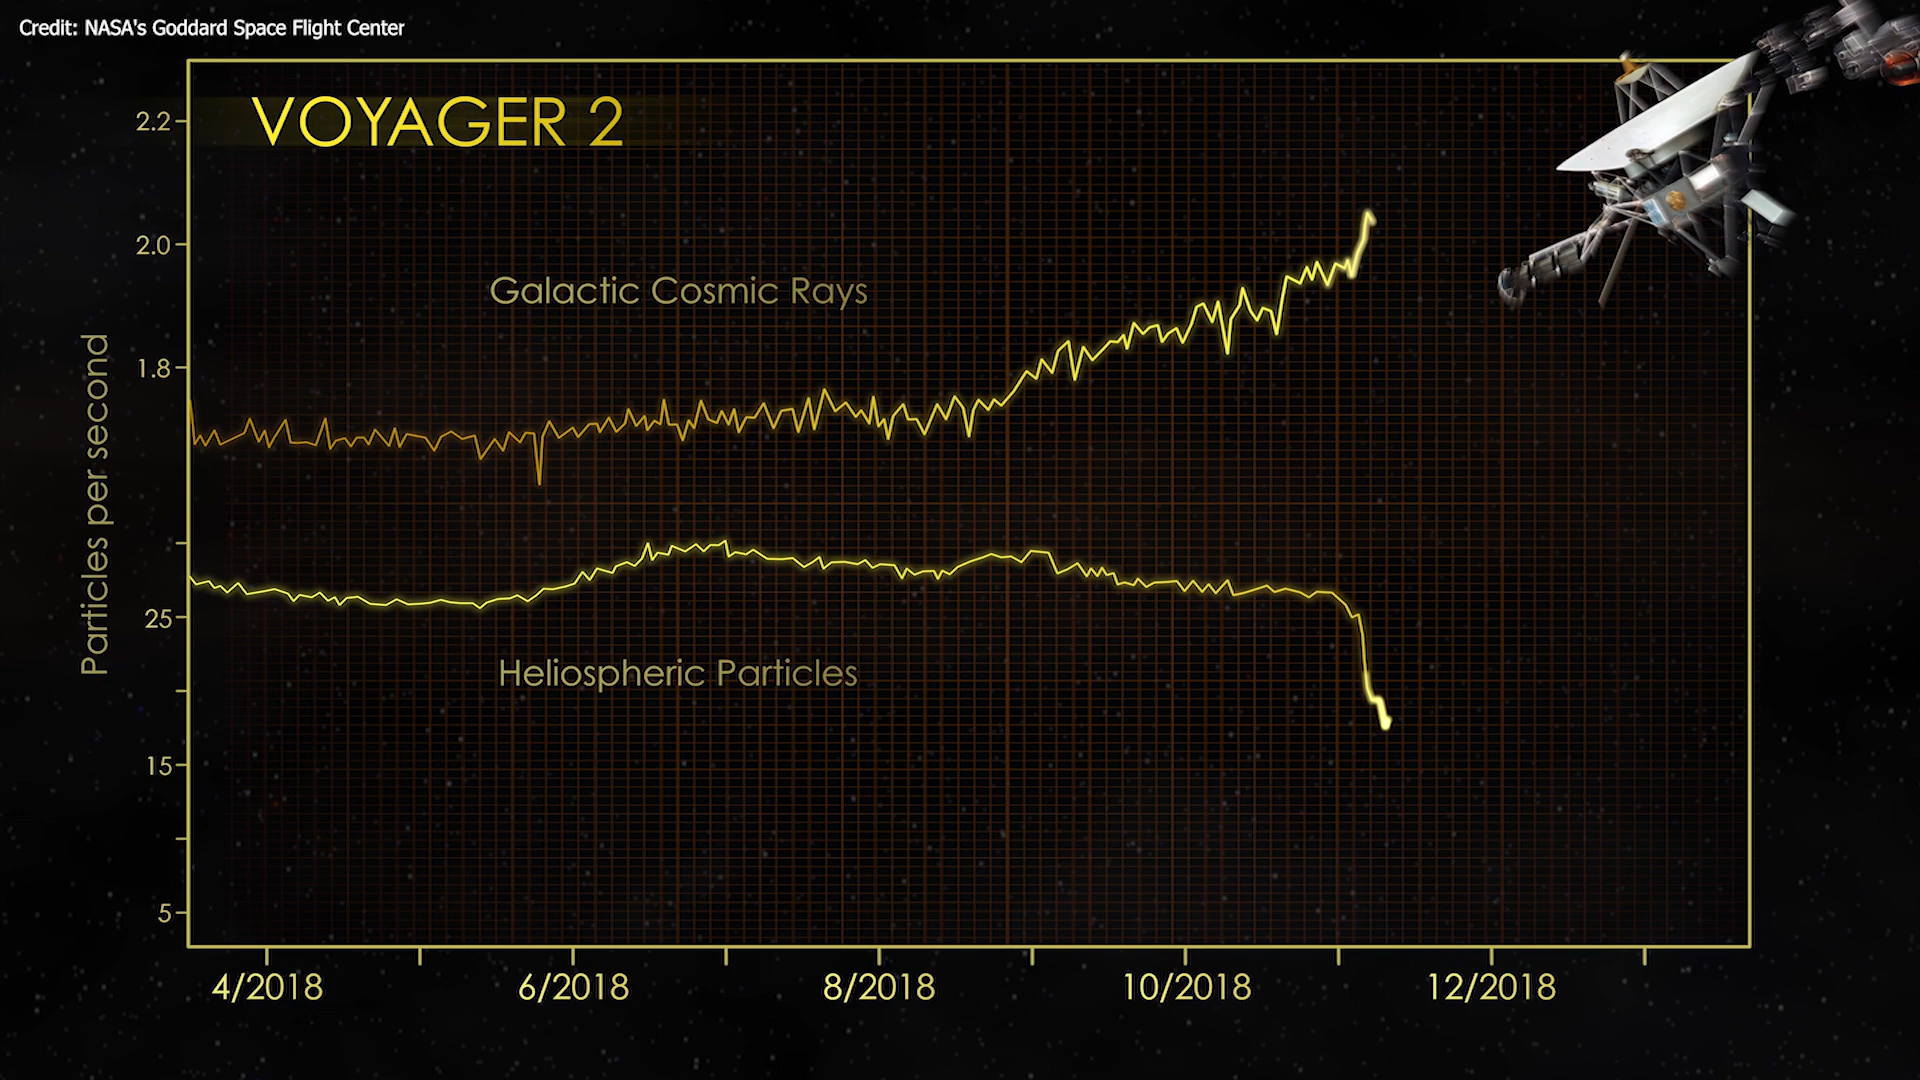 Credit: NASA's Goddard Space Flight Center
VOYAGER 2
2.2
2.0
1.8
25
15
5
Particles per second
Galactic Cosmic Rays
Heliospheric Particles
4/2018
6/2018
8/2018
10/2018
12/2018